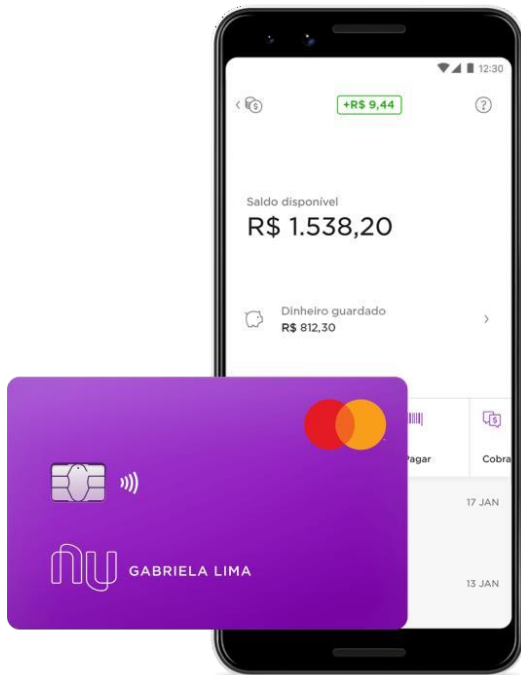 12:30
+R$ 9,44
?
Saldo disponível
R$ 1.538,20
Dinheiro guardado
R$ 812,30
Pagar
Cobra
17 JAN
nu GABRIELA LIMA
13 JAN